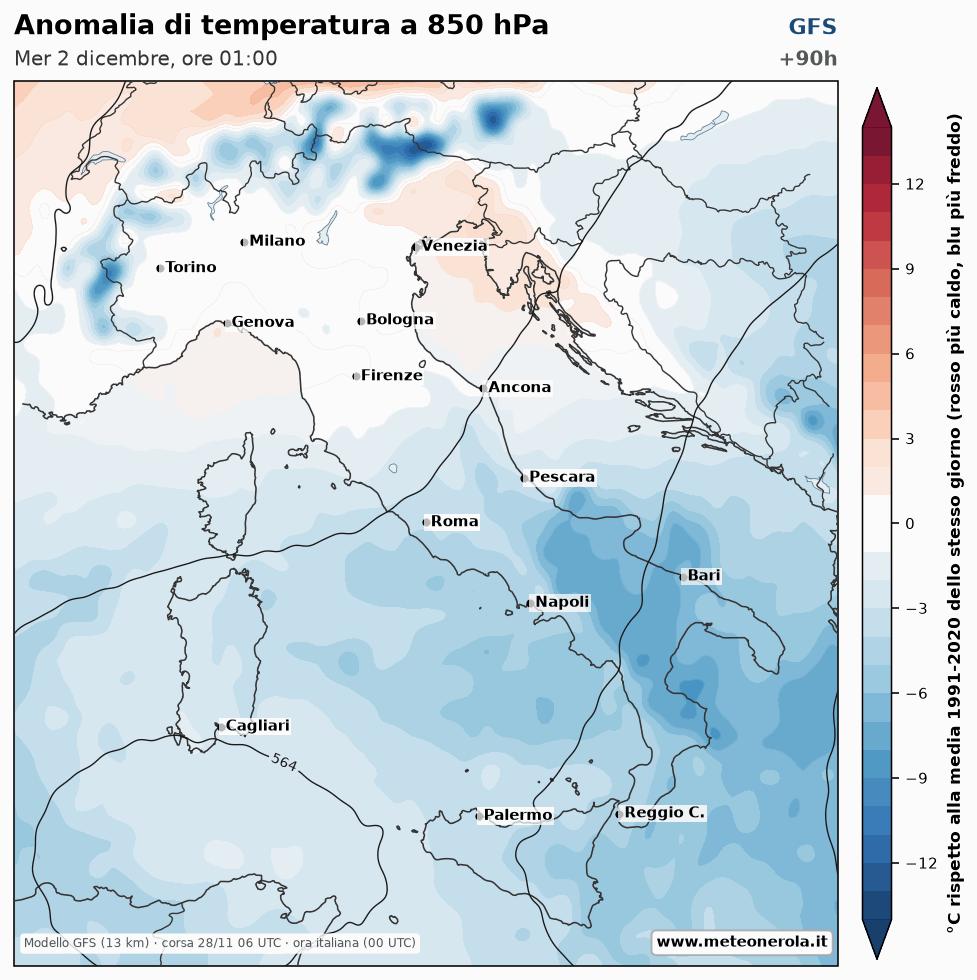 Anomalia di temperatura a 850 hPa
GFS
Mer 2 dicembre, ore 01:00
+90h
Milano
Venezia
Torino
Genova
Bologna
Firenze
Ancona
Pescara
Roma
Bari
Napoli
Cagliari
564
Palermo
Reggio C.
Modello GFS (13 km) · corsa 28/11 06 UTC · ora italiana (00 UTC)
www.meteonerola.it
12
9
6
3
0
−3
−6
−9
−12
°C rispetto alla media 1991-2020 dello stesso giorno (rosso più caldo, blu più freddo)